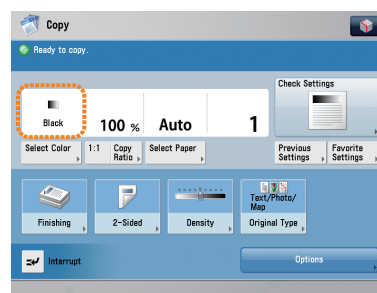 Copy
Ready to copy.
Check Settings
Black
100 %
Auto
1
Select Color
1:1
Copy
Ratio
Select Paper
Previous
Settings
Favorite
Settings
Finishing
2-Sided
Density
Text/Photo/
Map
Original Type
Interrupt
Options